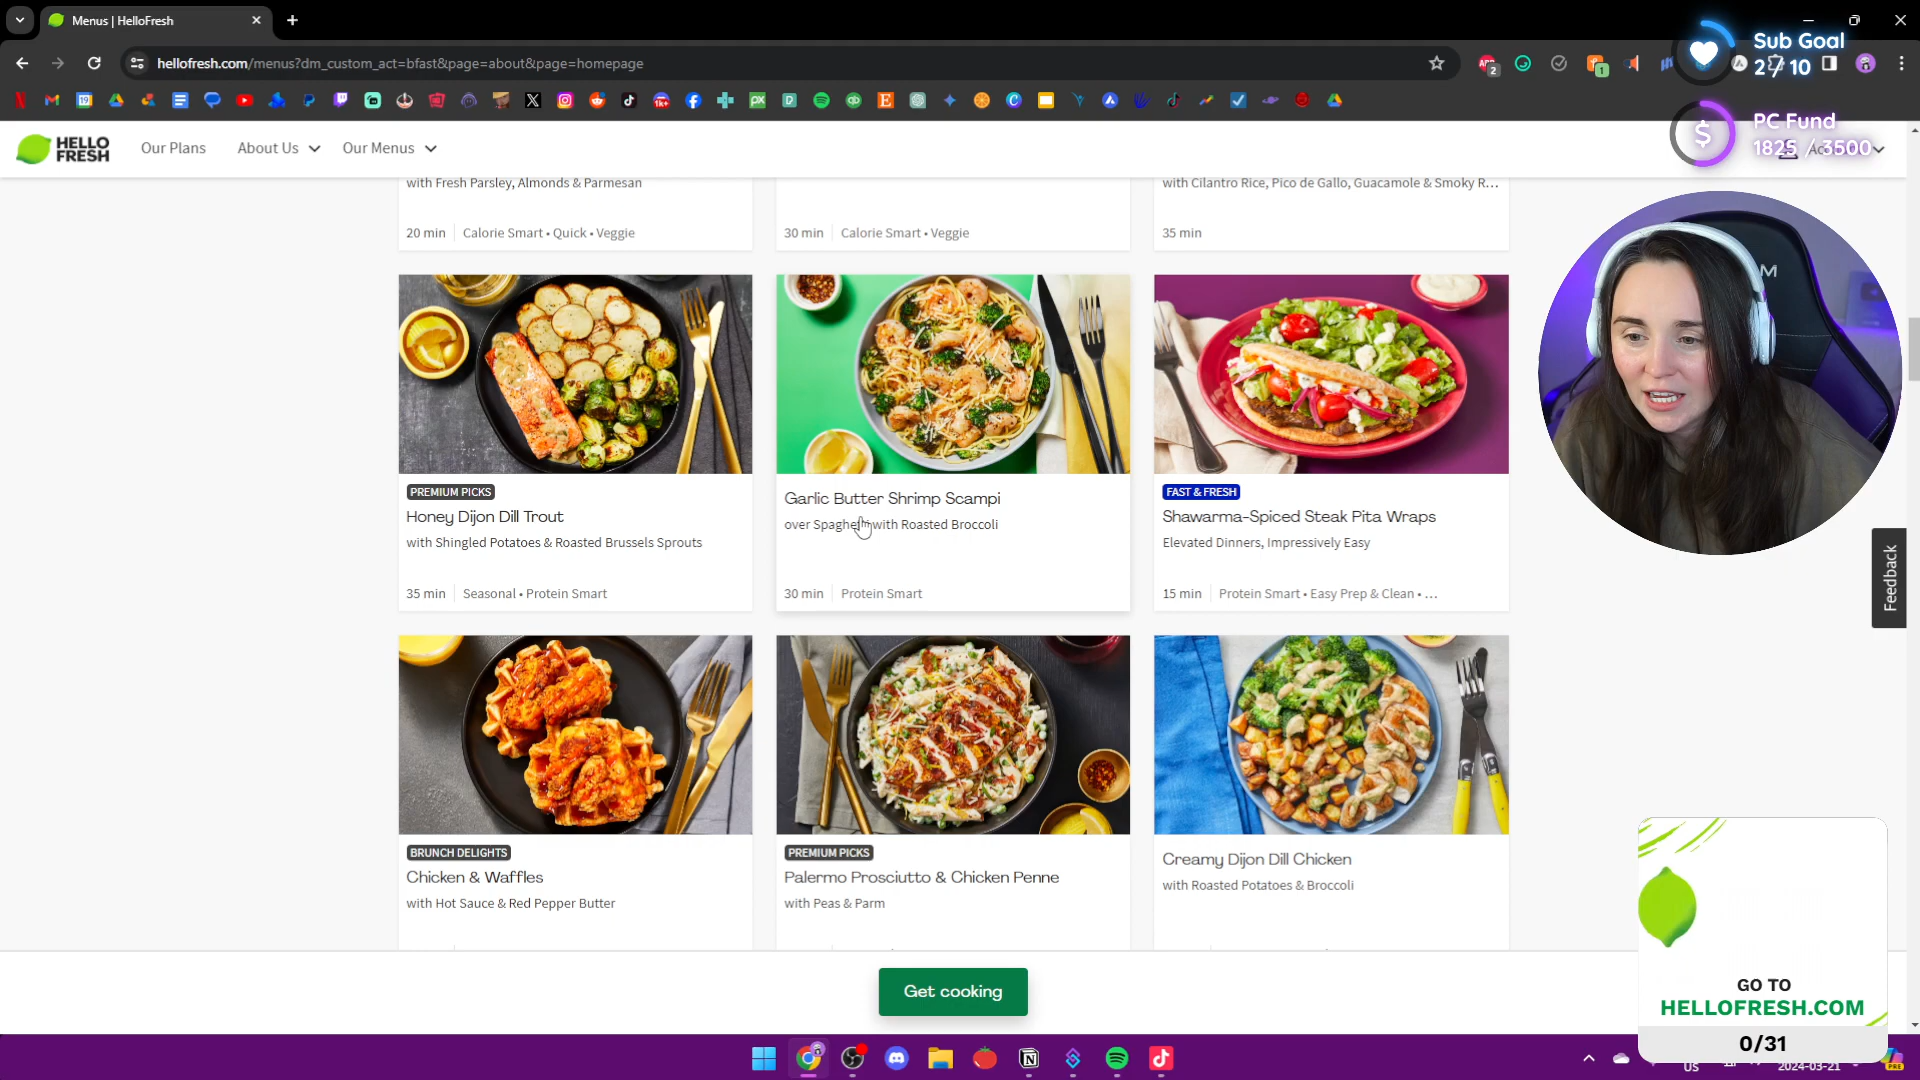 Menus | HelloFresh
hellofresh.com/menus?dm_custom_act=bfast&page=about&page=homepage
Sub Goal
2 / 10
PC Fund
1825 / 3500
HELLO
FRESH
Our Plans
About Us
Our Menus
with Fresh Parsley, Almonds & Parmesan
20 min
Calorie Smart • Quick • Veggie
30 min
Calorie Smart • Veggie
with Cilantro Rice, Pico de Gallo, Guacamole & Smoky R...
35 min
PREMIUM PICKS
Honey Dijon Dill Trout
with Shingled Potatoes & Roasted Brussels Sprouts
35 min
Seasonal • Protein Smart
Garlic Butter Shrimp Scampi
over Spaghetti with Roasted Broccoli
30 min
Protein Smart
FAST & FRESH
Shawarma-Spiced Steak Pita Wraps
Elevated Dinners, Impressively Easy
15 min
Protein Smart • Easy Prep & Clean • ...
BRUNCH DELIGHTS
Chicken & Waffles
with Hot Sauce & Red Pepper Butter
PREMIUM PICKS
Palermo Prosciutto & Chicken Penne
with Peas & Parm
Creamy Dijon Dill Chicken
with Roasted Potatoes & Broccoli
Get cooking
Feedback
GO TO
HELLOFRESH.COM
0/31
US
2024-03-21